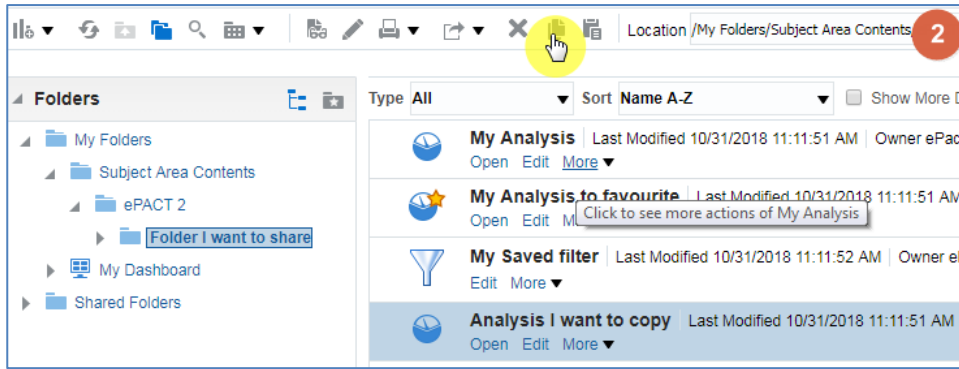 Location /My Folders/Subject Area Contents/
2
Folders
Type All Sort Name A-Z Show More D
My Folders
Subject Area Contents
ePACT 2
Folder I want to share
My Dashboard
Shared Folders
My Analysis Last Modified 10/31/2018 11:11:51 AM Owner ePac
Open Edit More
My Analysis to favourite Last Modified 10/31/2018 11:11:51 AM
Open Edit M
Click to see more actions of My Analysis
My Saved filter Last Modified 10/31/2018 11:11:52 AM Owner e
Edit More
Analysis I want to copy Last Modified 10/31/2018 11:11:51 AM
Open Edit More